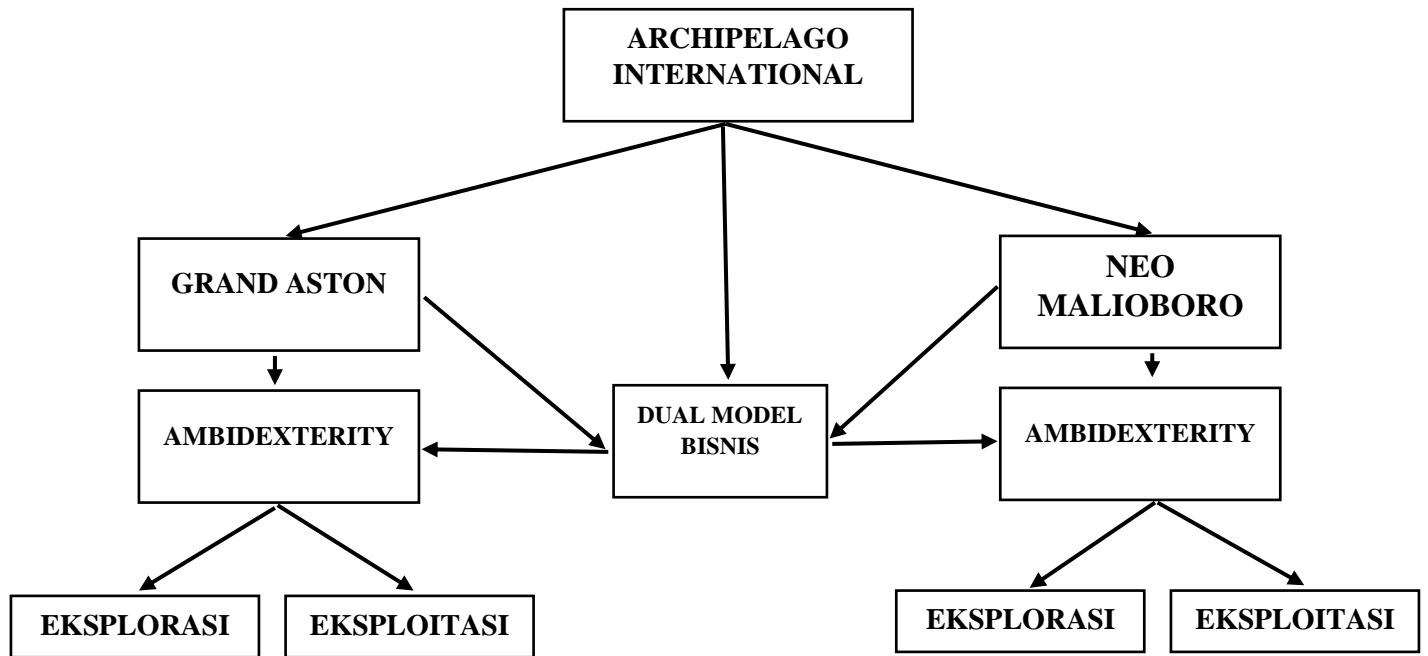 ARCHIPELAGO
INTERNATIONAL
GRAND ASTON
NEO
MALIOBORO
AMBIDEXTERITY
DUAL MODEL
BISNIS
AMBIDEXTERITY
EKSPLORASI
EKSPLOITASI
EKSPLORASI
EKSPLOITASI